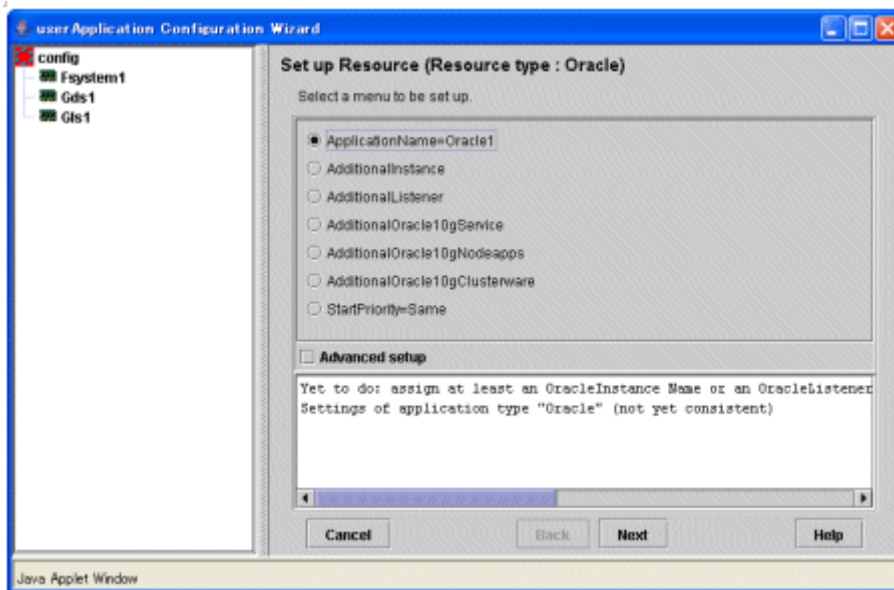 userApplication Configuration Wizard
config
Fsystem1
Gds1
Gls1
Set up Resource (Resource type : Oracle)
Select a menu to be set up.
ApplicationName=Oracle1
AdditionalInstance
AdditionalListener
AdditionalOracle10gService
AdditionalOracle10gNodeapps
AdditionalOracle10gClusterware
StartPriority=Same
Advanced setup
Yet to do: assign at least an OracleInstance Name or an OracleListener
Settings of application type "Oracle" (not yet consistent)
Cancel
Back
Next
Help
Java Applet Window